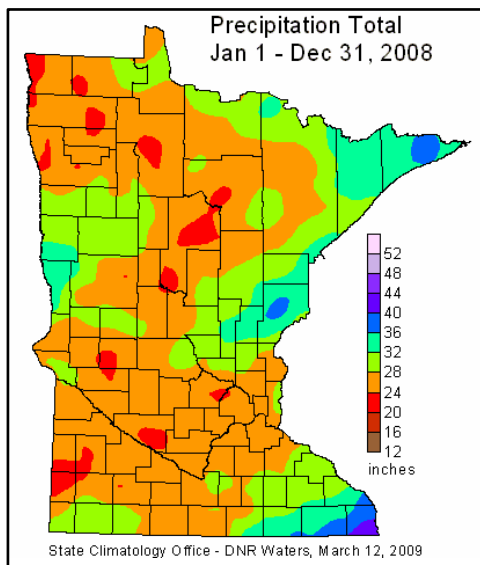 Precipitation Total
Jan 1 - Dec 31, 2008
52
48
44
40
36
32
28
24
20
16
12
inches
State Climatology Office - DNR Waters, March 12, 2009